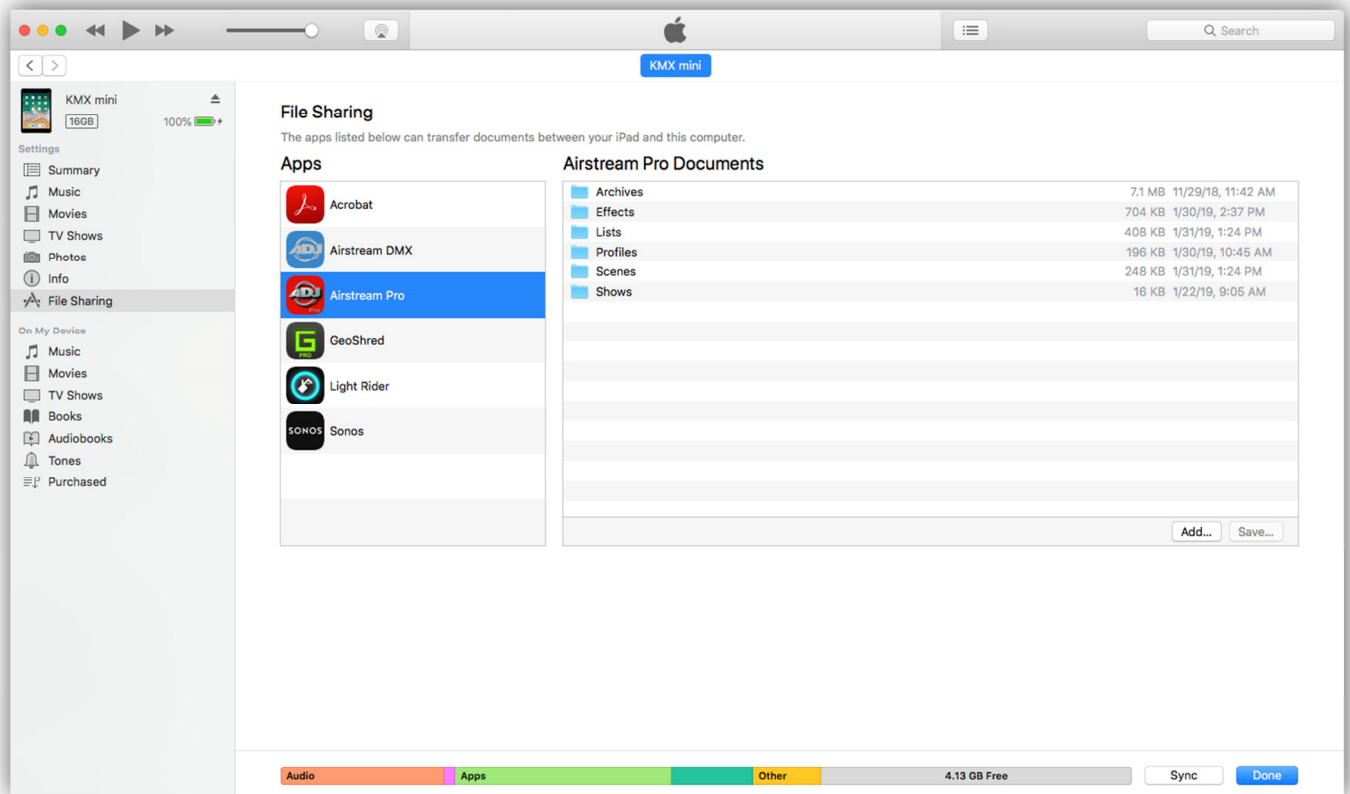 Search
KMX mini
KMX mini
16GB
100%
Settings
Summary
Music
Movies
TV Shows
Photos
Info
File Sharing
On My Device
Music
Movies
TV Shows
Books
Audiobooks
Tones
Purchased
File Sharing
The apps listed below can transfer documents between your iPad and this computer.
Apps
Acrobat
ADJ
Airstream DMX
ADJ
Pro
Airstream Pro
G
PRO
GeoShred
Light Rider
SONOS
Sonos
Airstream Pro Documents
Archives 7.1 MB 11/29/18, 11:42 AM
Effects 704 KB 1/30/19, 2:37 PM
Lists 408 KB 1/31/19, 1:24 PM
Profiles 196 KB 1/30/19, 10:45 AM
Scenes 248 KB 1/31/19, 1:24 PM
Shows 16 KB 1/22/19, 9:05 AM
Add... Save...
Audio Apps Other 4.13 GB Free Sync Done